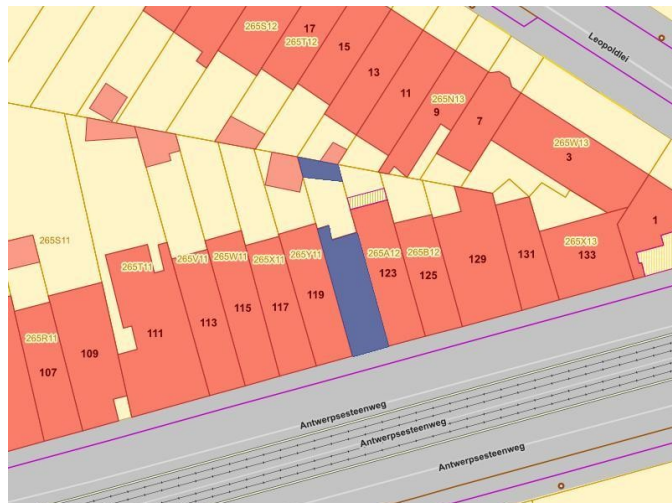 265S12
17
265T12
15
13
11
265N13
9
7
Leopoldlei
265W13
3
1
265S11
265T11
265V11
265W11
265X11
265Y11
265A12
265B12
129
131
265X13
133
123
125
119
117
115
113
111
265R11
107
109
Antwerpsesteenweg
Antwerpsesteenweg
Antwerpsesteenweg